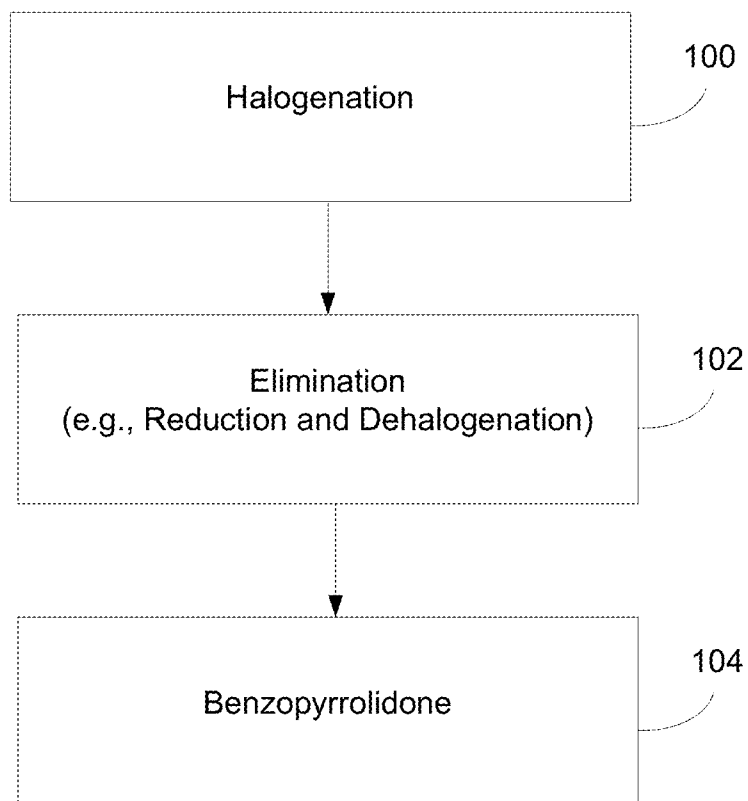 100
Halogenation
102
Elimination
(e.g., Reduction and Dehalogenation)
104
Benzopyrrolidone